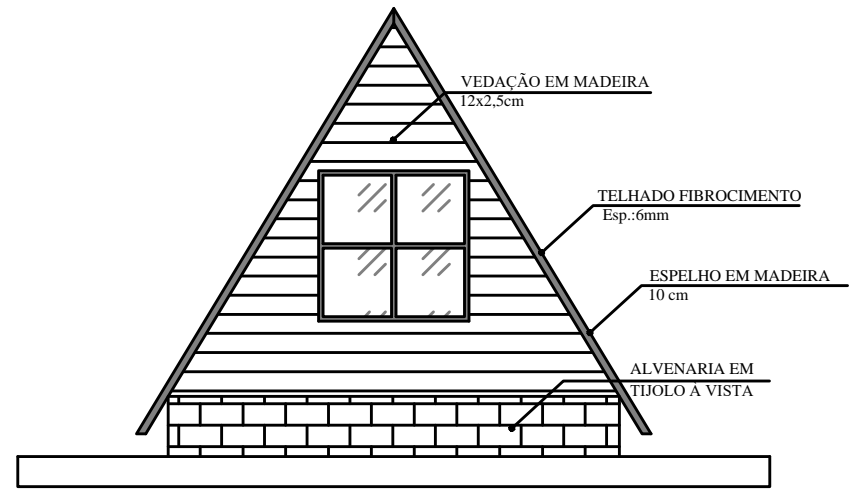 VEDAÇÃO EM MADEIRA
12x2,5cm
TELHADO FIBROCIMENTO
Esp.:6mm
ESPELHO EM MADEIRA
10 cm
ALVENARIA EM
TIJOLO À VISTA